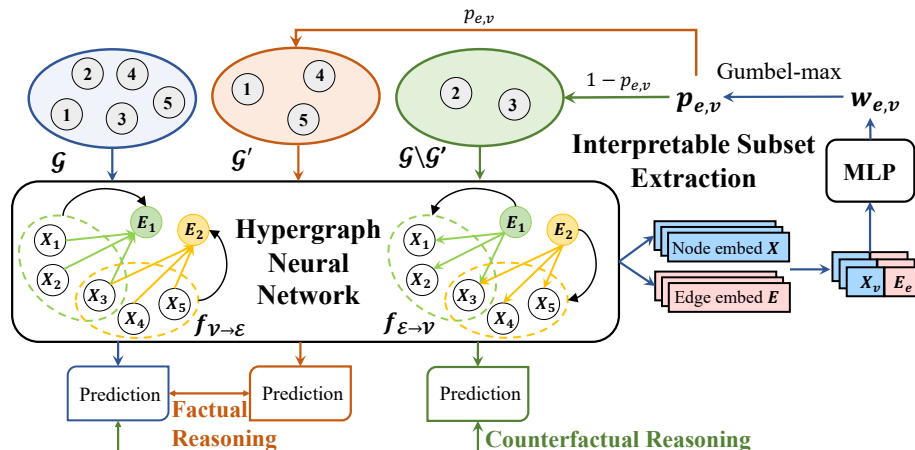 p_{e,v}
2 4
1 3 5
4
1
5
2
3
1 − p_{e,v}
p_{e,v}
Gumbel-max
w_{e,v}
𝒢
𝒢′
𝒢\𝒢′
Interpretable Subset
Extraction
MLP
X_1
X_2
X_3
X_4
X_5
E_1
E_2
f_{𝒱→ℰ}
Hypergraph
Neural
Network
X_1
X_2
X_3
X_4
X_5
E_1
E_2
f_{ℰ→𝒱}
Node embed X
Edge embed E
X_v E_e
Prediction
Prediction
Prediction
Factual
Reasoning
Counterfactual Reasoning